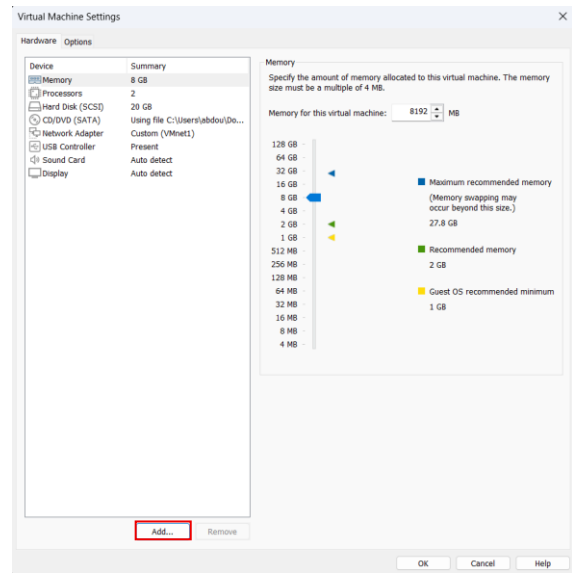 Virtual Machine Settings
Hardware Options
Device Summary
Memory 8 GB
Processors 2
Hard Disk (SCSI) 20 GB
CD/DVD (SATA) Using file C:\Users\abdou\Do...
Network Adapter Custom (VMnet1)
USB Controller Present
Sound Card Auto detect
Display Auto detect
Add... Remove
Memory
Specify the amount of memory allocated to this virtual machine. The memory
size must be a multiple of 4 MB.
Memory for this virtual machine: 8192 MB
128 GB
64 GB
32 GB
16 GB
8 GB
4 GB
2 GB
1 GB
512 MB
256 MB
128 MB
64 MB
32 MB
16 MB
8 MB
4 MB
Maximum recommended memory
(Memory swapping may
occur beyond this size.)
27.8 GB
Recommended memory
2 GB
Guest OS recommended minimum
1 GB
OK Cancel Help